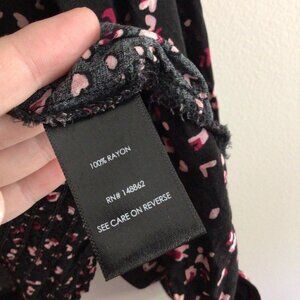 100% RAYON
RN# 148862
SEE CARE ON REVERSE